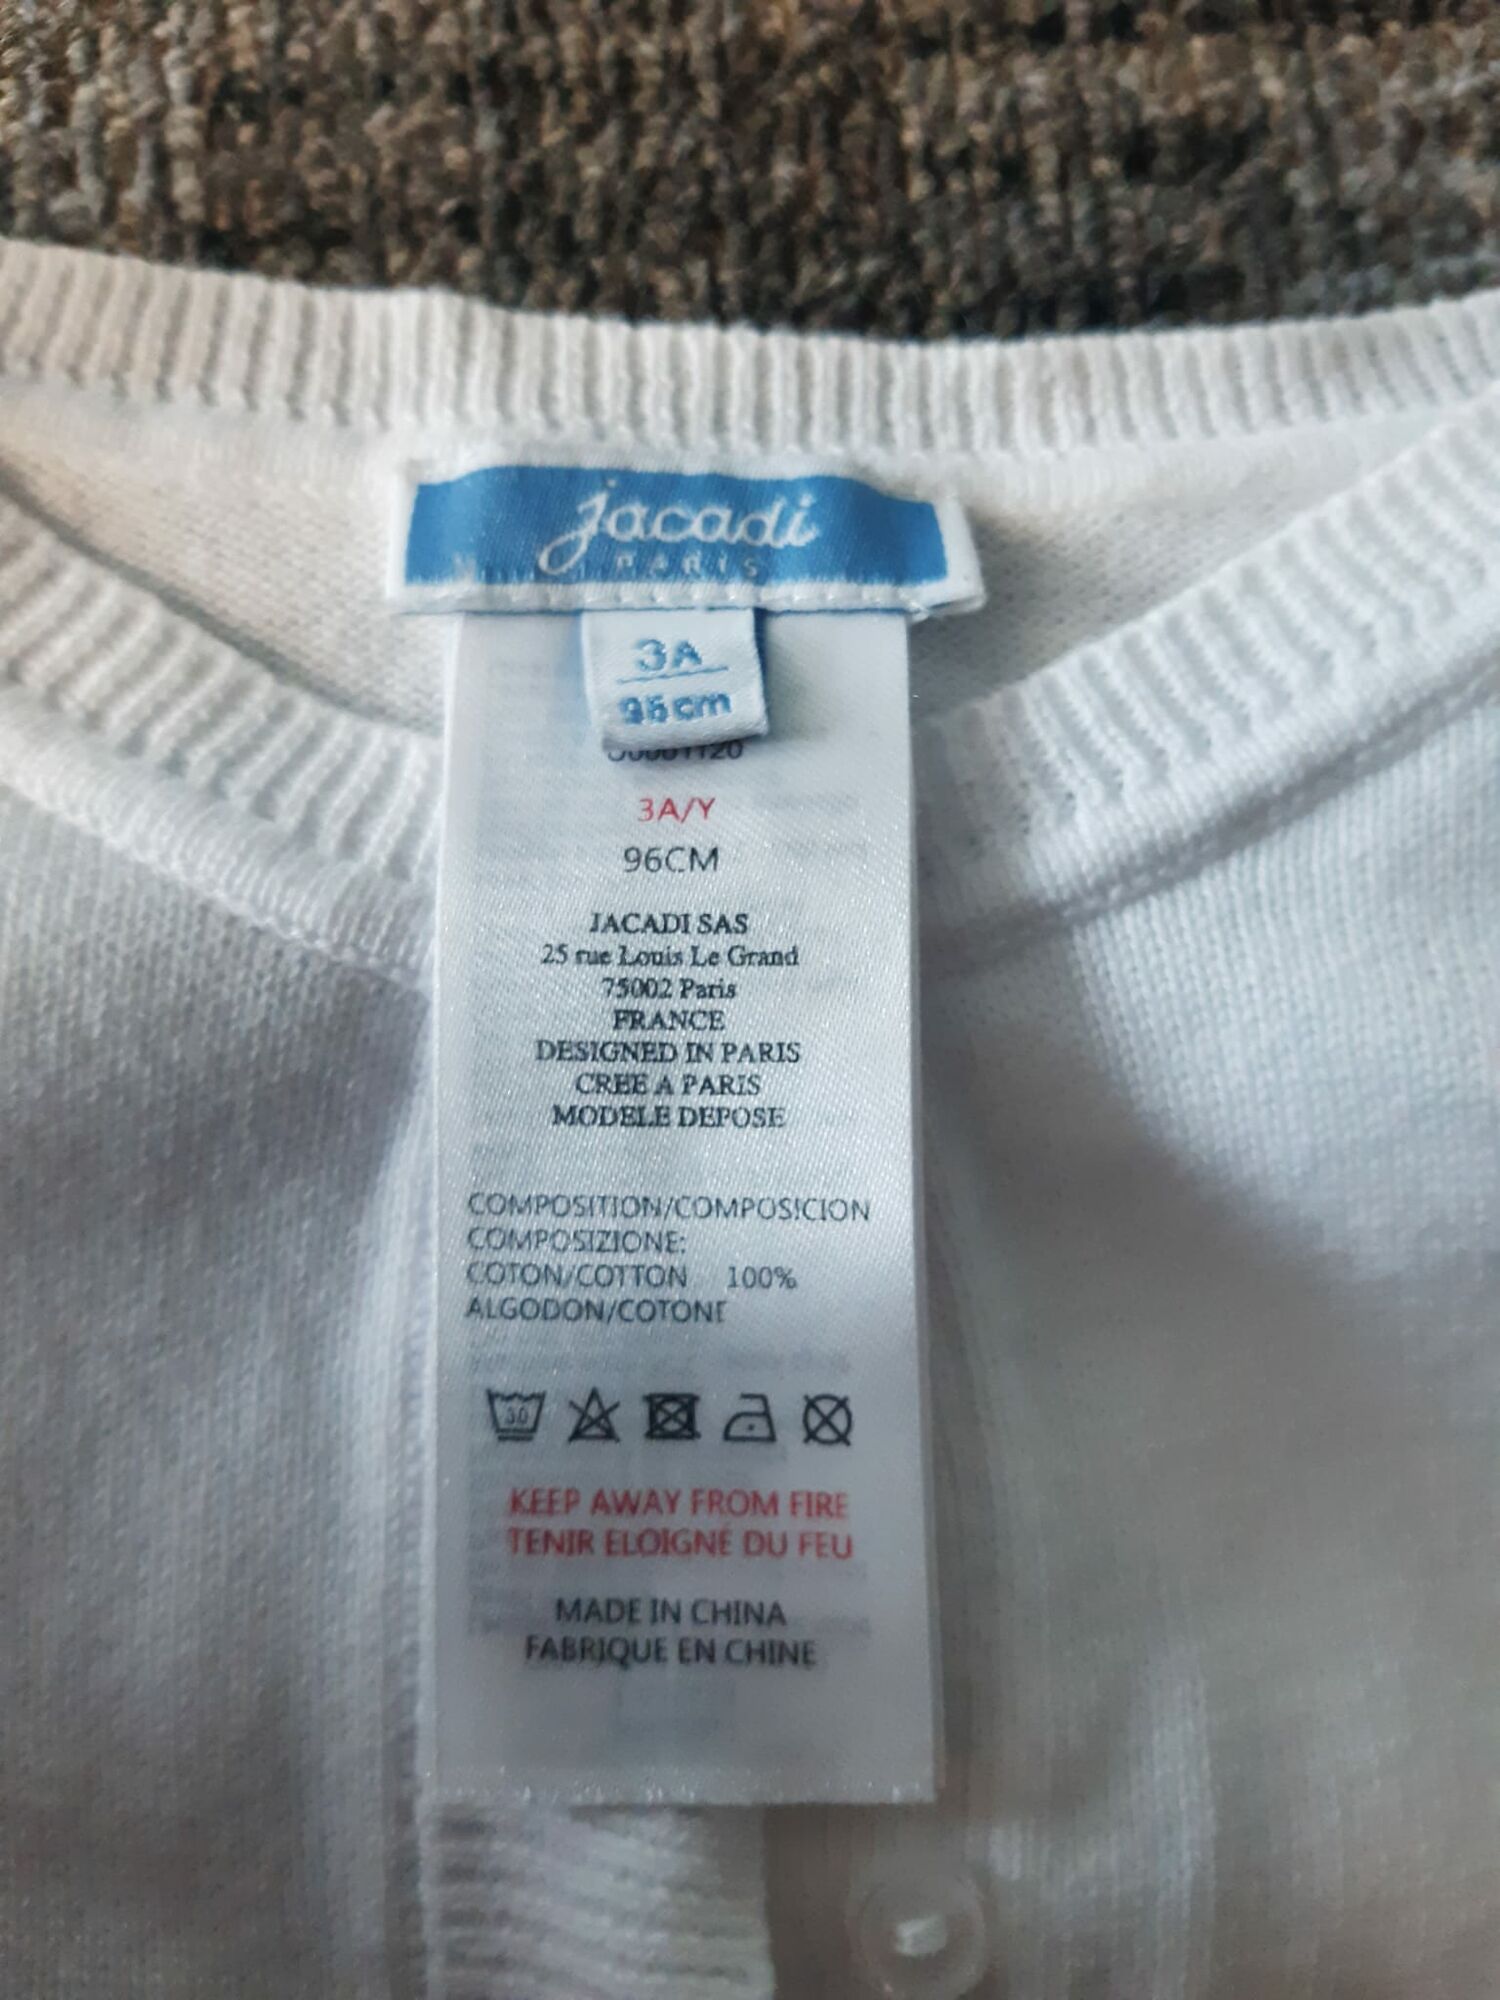 jacadi
paris
3A
96cm
3A/Y
96CM
JACADI SAS
25 rue Louis Le Grand
75002 Paris
FRANCE
DESIGNED IN PARIS
CREE A PARIS
MODELE DEPOSE
COMPOSITION/COMPOSICION
COMPOSIZIONE:
COTON/COTTON 100%
ALGODON/COTONE
30
KEEP AWAY FROM FIRE
TENIR ELOIGNÉ DU FEU
MADE IN CHINA
FABRIQUE EN CHINE